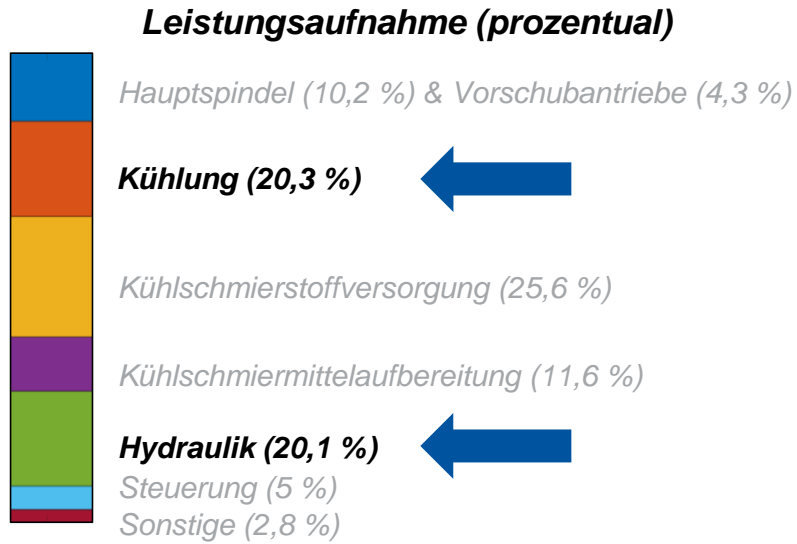 Leistungsaufnahme (prozentual)
Hauptspindel (10,2 %) & Vorschubantriebe (4,3 %)
Kühlung (20,3 %)
Kühlschmierstoffversorgung (25,6 %)
Kühlschmiermittelaufbereitung (11,6 %)
Hydraulik (20,1 %)
Steuerung (5 %)
Sonstige (2,8 %)